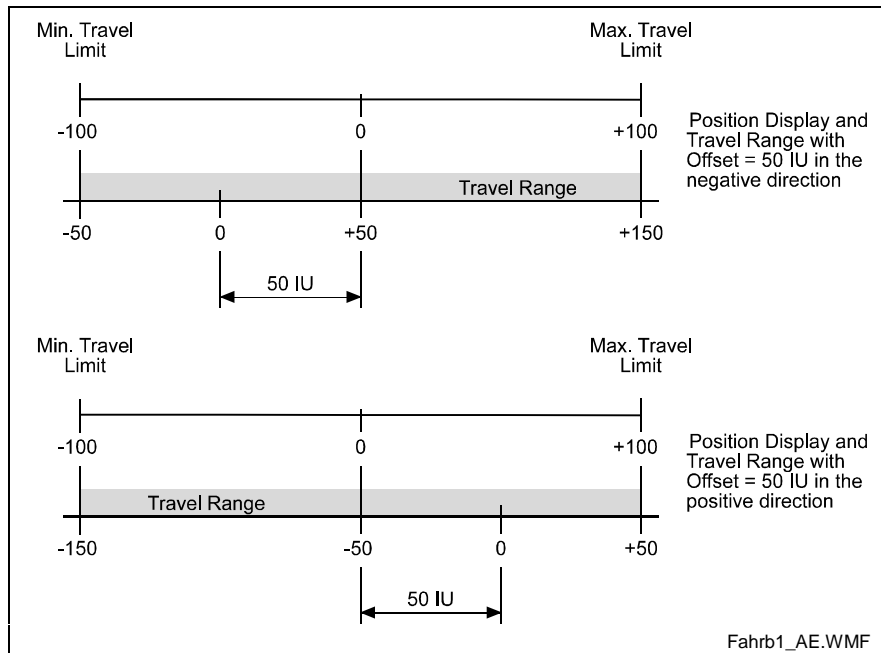 Min. Travel
Limit
Max. Travel
Limit
-100
0
+100
Position Display and
Travel Range with
Offset = 50 IU in the
negative direction
Travel Range
-50
0
+50
+150
50 IU
Min. Travel
Limit
Max. Travel
Limit
-100
0
+100
Position Display and
Travel Range with
Offset = 50 IU in the
positive direction
Travel Range
-150
-50
0
+50
50 IU
Fahrb1_AE.WMF